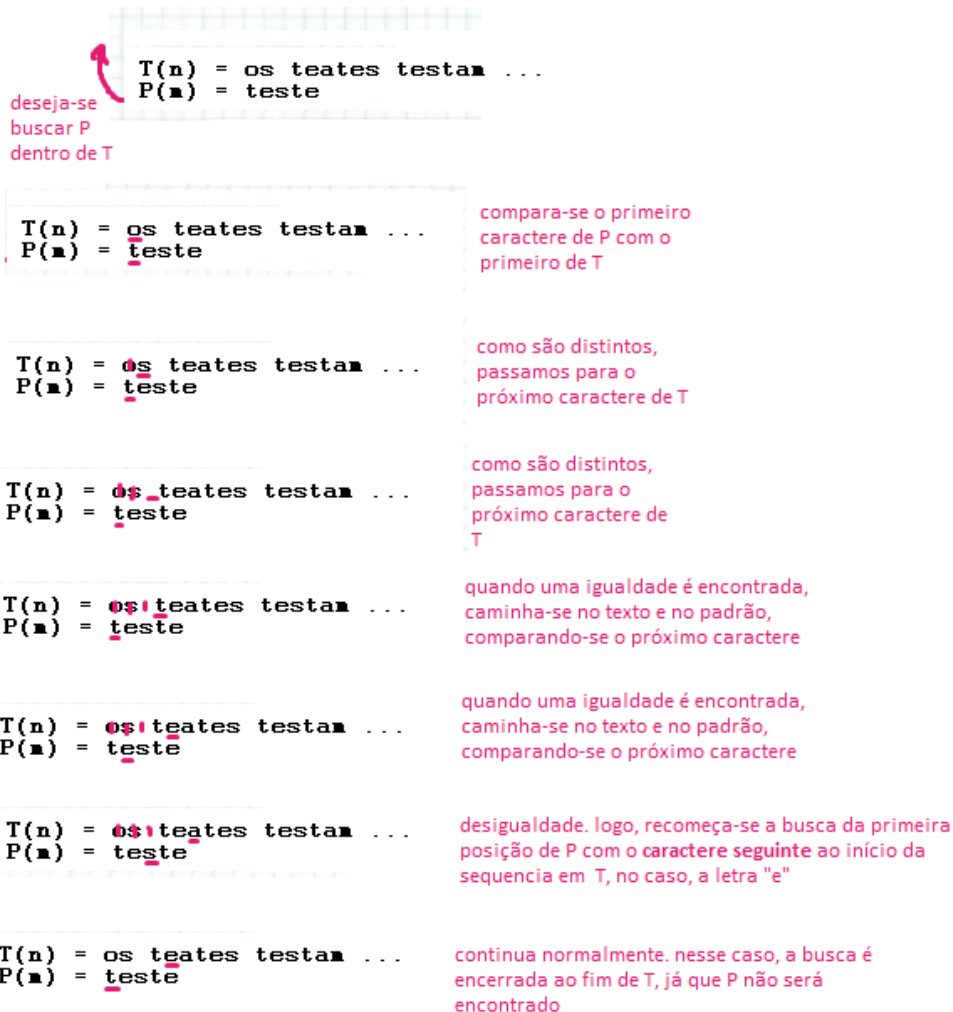 T(n) = os teates testam ...
P(m) = teste
deseja-se
buscar P
dentro de T
T(n) = os teates testam ...
P(m) = teste
compara-se o primeiro
caractere de P com o
primeiro de T
T(n) = os teates testam ...
P(m) = teste
como são distintos,
passamos para o
próximo caractere de T
T(n) = os teates testam ...
P(m) = teste
como são distintos,
passamos para o
próximo caractere de
T
T(n) = os teates testam ...
P(m) = teste
quando uma igualdade é encontrada,
caminha-se no texto e no padrão,
comparando-se o próximo caractere
T(n) = os teates testam ...
P(m) = teste
quando uma igualdade é encontrada,
caminha-se no texto e no padrão,
comparando-se o próximo caractere
T(n) = os teates testam ...
P(m) = teste
desigualdade. logo, recomeça-se a busca da primeira
posição de P com o caractere seguinte ao início da
sequencia em T, no caso, a letra "e"
T(n) = os teates testam ...
P(m) = teste
continua normalmente. nesse caso, a busca é
encerrada ao fim de T, já que P não será
encontrado